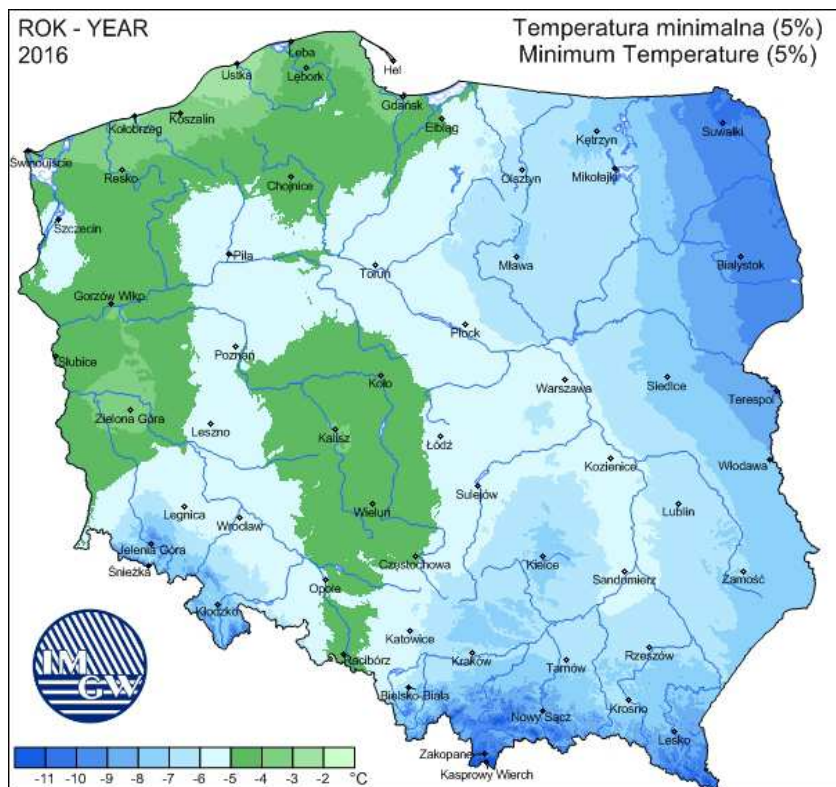 ROK - YEAR
2016
Temperatura minimalna (5%)
Minimum Temperature (5%)
Łeba
Hel
Ustka
Lębork
Gdańsk
Koszalin
Kołobrzeg
Elbląg
Suwałki
Kętrzyn
Świnoujście
Resko
Chojnice
Olsztyn
Mikołajki
Szczecin
Piła
Toruń
Mława
Białystok
Gorzów Wlkp.
Płock
Słubice
Poznań
Koło
Warszawa
Siedlce
Terespol
Zielona Góra
Leszno
Kalisz
Łódź
Kozienice
Włodawa
Legnica
Wrocław
Wieluń
Sulejów
Lublin
Jelenia Góra
Śnieżka
Częstochowa
Kielce
Sandomierz
Zamość
Opole
Kłodzko
Katowice
Racibórz
Kraków
Tarnów
Rzeszów
Bielsko-Biała
Nowy Sącz
Krosno
Lesko
Zakopane
Kasprowy Wierch
IM
GW
-11 -10 -9 -8 -7 -6 -5 -4 -3 -2 °C